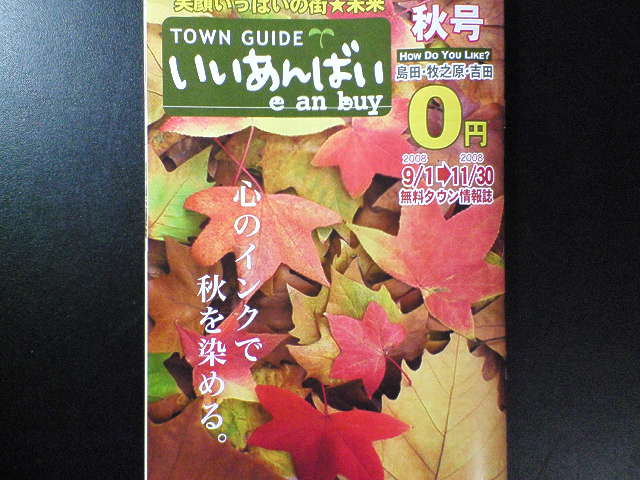 笑顔いっぱいの街★未来
秋号
TOWN GUIDE
いいあんばい
e an buy
HOW DO YOU LIKE?
島田・牧之原・吉田
0円
2008 2008
9/1➡11/30
無料タウン情報誌
心のインクで
秋を染める。